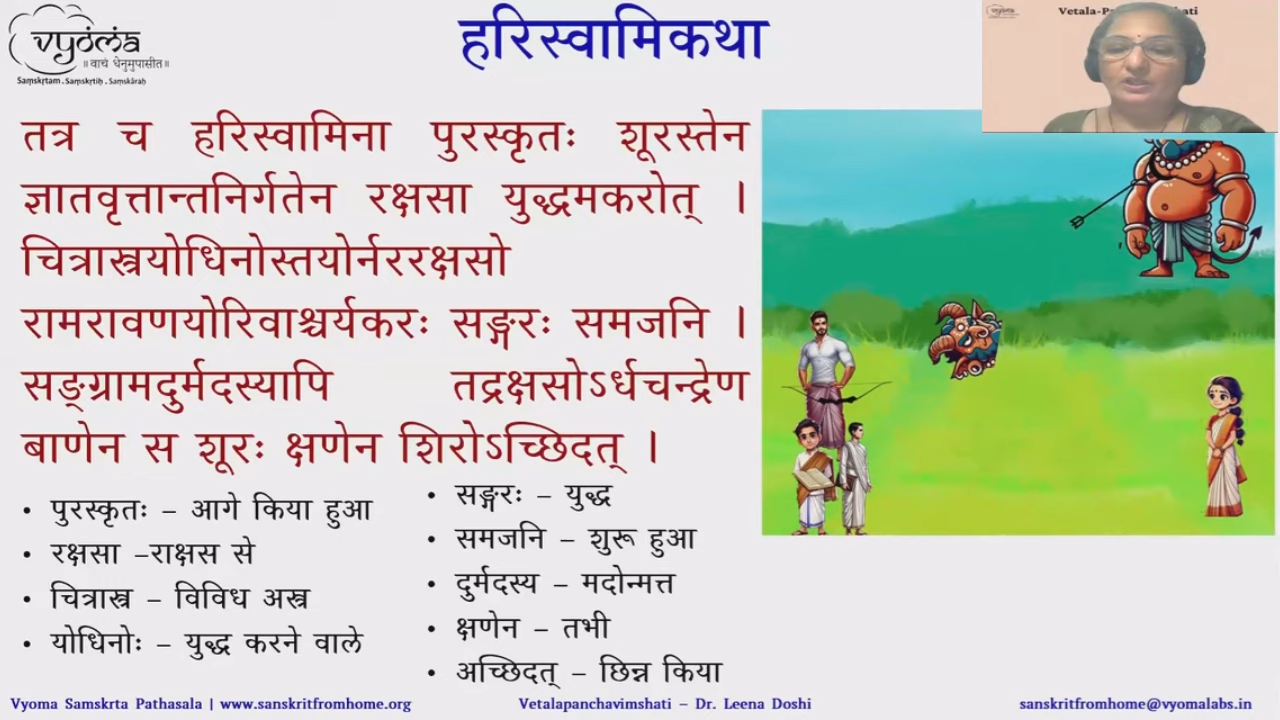 vyoma
॥ वाचं धेनुमुपासीत॥
Saṃskṛtam . Saṃskṛtiḥ . Saṃskāraḥ
हरिस्वामिकथा
तत्र च हरिस्वामिना पुरस्कृतः शूरस्तेन
ज्ञातवृत्तान्तनिर्गतेन रक्षसा युद्धमकरोत् ।
चित्रास्त्रयोधिनोस्तयोर्नररक्षसो
रामरावणयोरिवाश्चर्यकरः सङ्गरः समजनि ।
सङ्ग्रामदुर्मदस्यापि तद्रक्षसोऽर्धचन्द्रेण
बाणेन स शूरः क्षणेन शिरोऽच्छिदत् ।
• पुरस्कृतः – आगे किया हुआ
• रक्षसा –राक्षस से
• चित्रास्त्र – विविध अस्त्र
• योधिनोः – युद्ध करने वाले
• सङ्गरः – युद्ध
• समजनि – शुरू हुआ
• दुर्मदस्य – मदोन्मत्त
• क्षणेन – तभी
• अच्छिदत् – छिन्न किया
Vyoma Samskrta Pathasala | www.sanskritfromhome.org
Vetalapanchavimshati – Dr. Leena Doshi
sanskritfromhome@vyomalabs.in